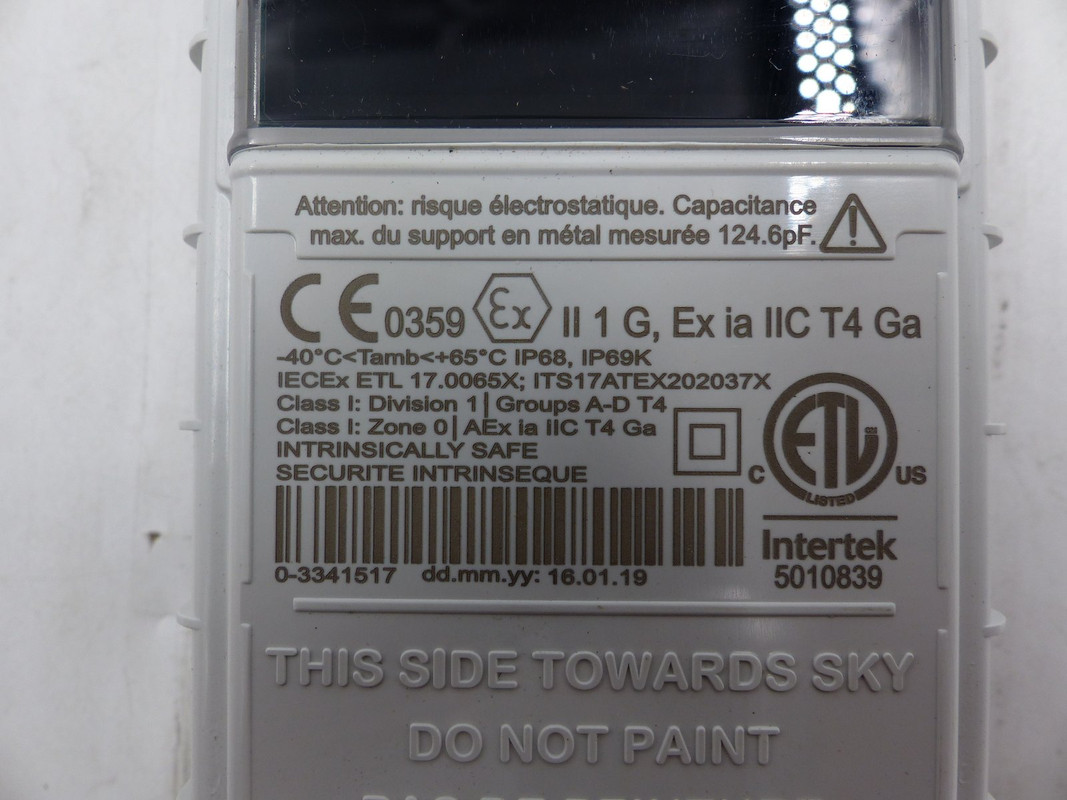 Attention: risque électrostatique. Capacitance
max. du support en métal mesurée 124.6pF.
CE 0359 Ex II 1 G, Ex ia IIC T4 Ga
-40°C<Tamb<+65°C IP68, IP69K
IECEx ETL 17.0065X; ITS17ATEX202037X
Class I: Division 1 | Groups A-D T4
Class I: Zone 0 | AEx ia IIC T4 Ga
INTRINSICALLY SAFE
SECURITE INTRINSEQUE
C ETL US
LISTED
Intertek
5010839
0-3341517 dd.mm.yy: 16.01.19
THIS SIDE TOWARDS SKY
DO NOT PAINT